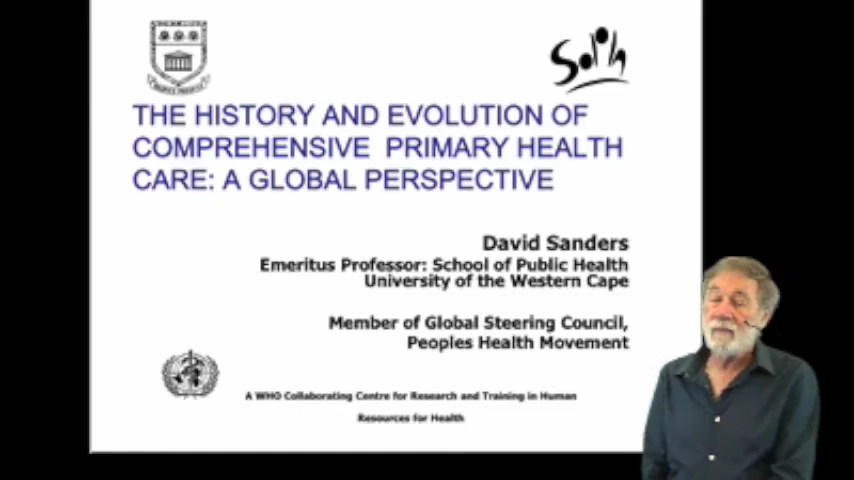 Soph
THE HISTORY AND EVOLUTION OF
COMPREHENSIVE PRIMARY HEALTH
CARE: A GLOBAL PERSPECTIVE
David Sanders
Emeritus Professor: School of Public Health
University of the Western Cape
Member of Global Steering Council,
Peoples Health Movement
A WHO Collaborating Centre for Research and Training in Human
Resources for Health